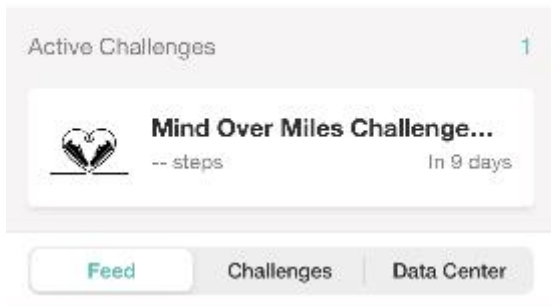 Active Challenges 1
Mind Over Miles Challenge...
-- steps In 9 days
Feed Challenges Data Center